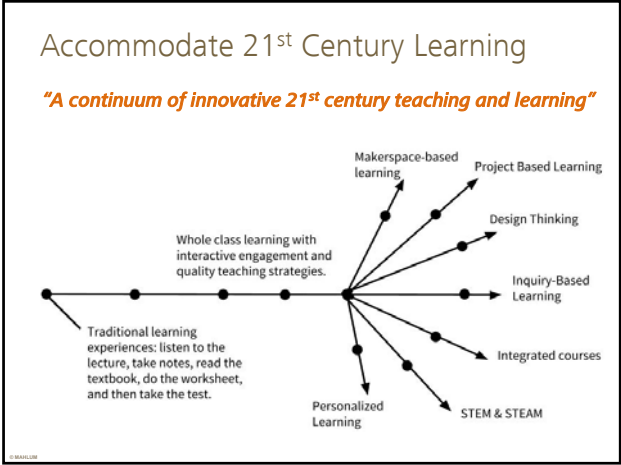 Accommodate 21st Century Learning
“A continuum of innovative 21st century teaching and learning”
Makerspace-based
learning
Project Based Learning
Design Thinking
Whole class learning with
interactive engagement and
quality teaching strategies.
Inquiry-Based
Learning
Traditional learning
experiences: listen to the
lecture, take notes, read the
textbook, do the worksheet,
and then take the test.
Integrated courses
Personalized
Learning
STEM & STEAM
© MAHLUM